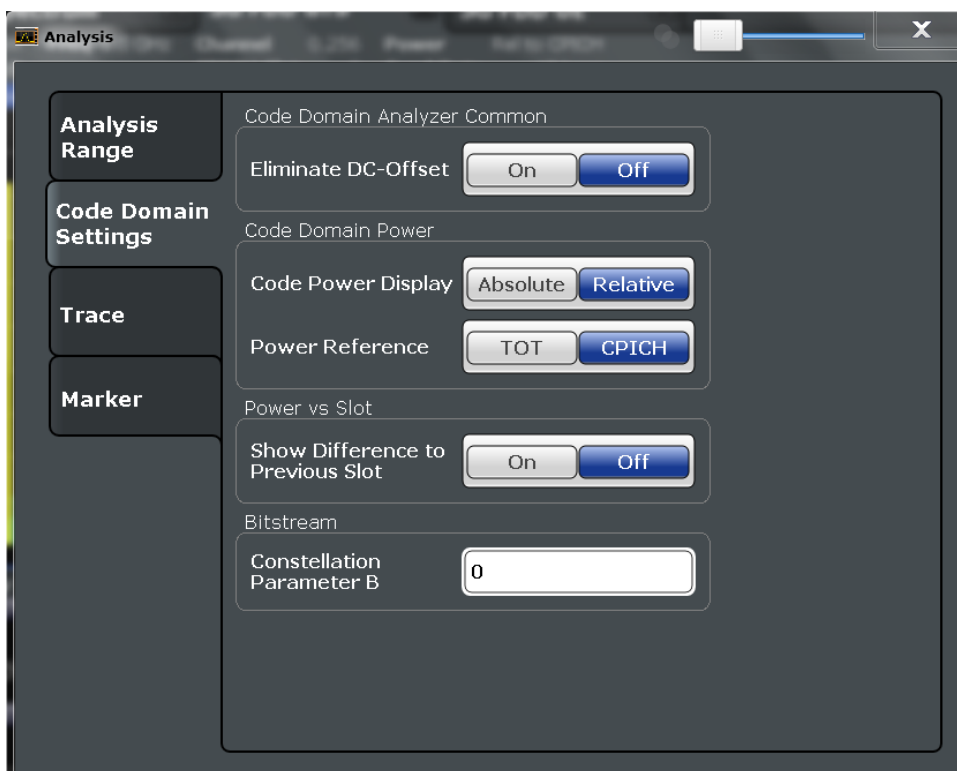 Analysis
X
Analysis
Range
Code Domain
Settings
Trace
Marker
Code Domain Analyzer Common
Eliminate DC-Offset On Off
Code Domain Power
Code Power Display Absolute Relative
Power Reference TOT CPICH
Power vs Slot
Show Difference to
Previous Slot
On Off
Bitstream
Constellation
Parameter B
0